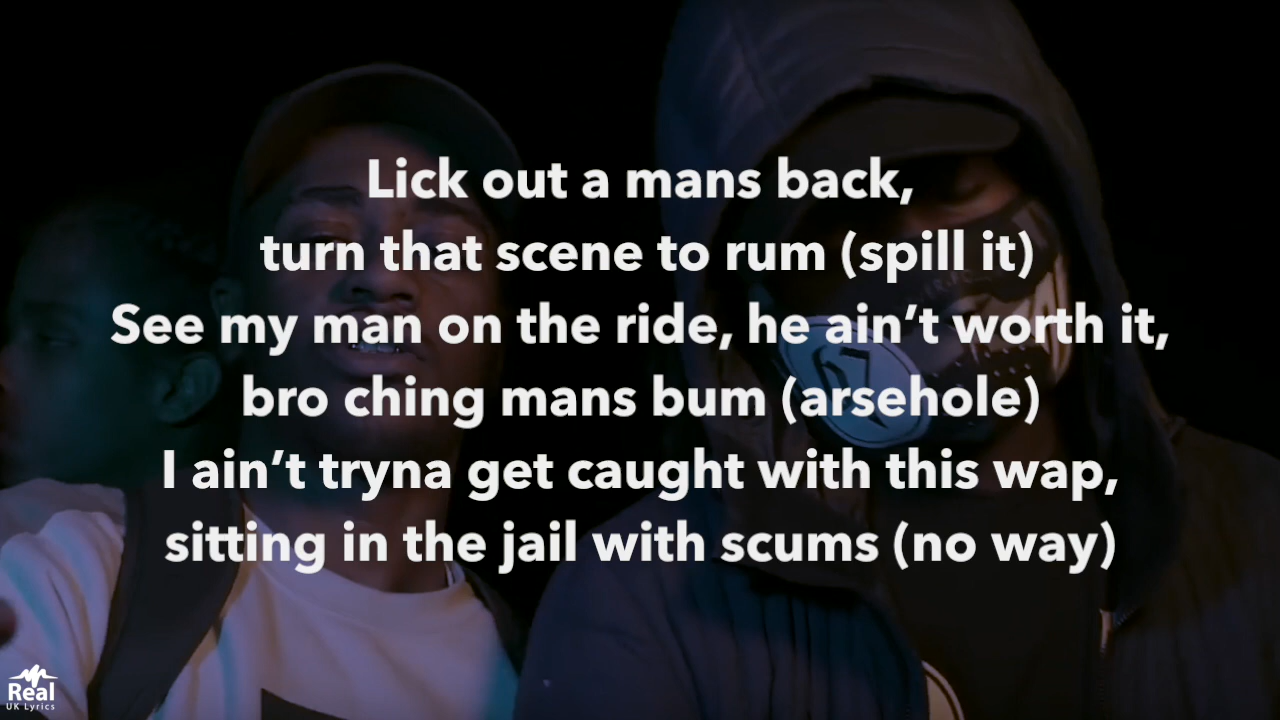 Lick out a mans back,
turn that scene to rum (spill it)
See my man on the ride, he ain’t worth it,
bro ching mans bum (arsehole)
I ain’t tryna get caught with this wap,
sitting in the jail with scums (no way)
Real
UK Lyrics